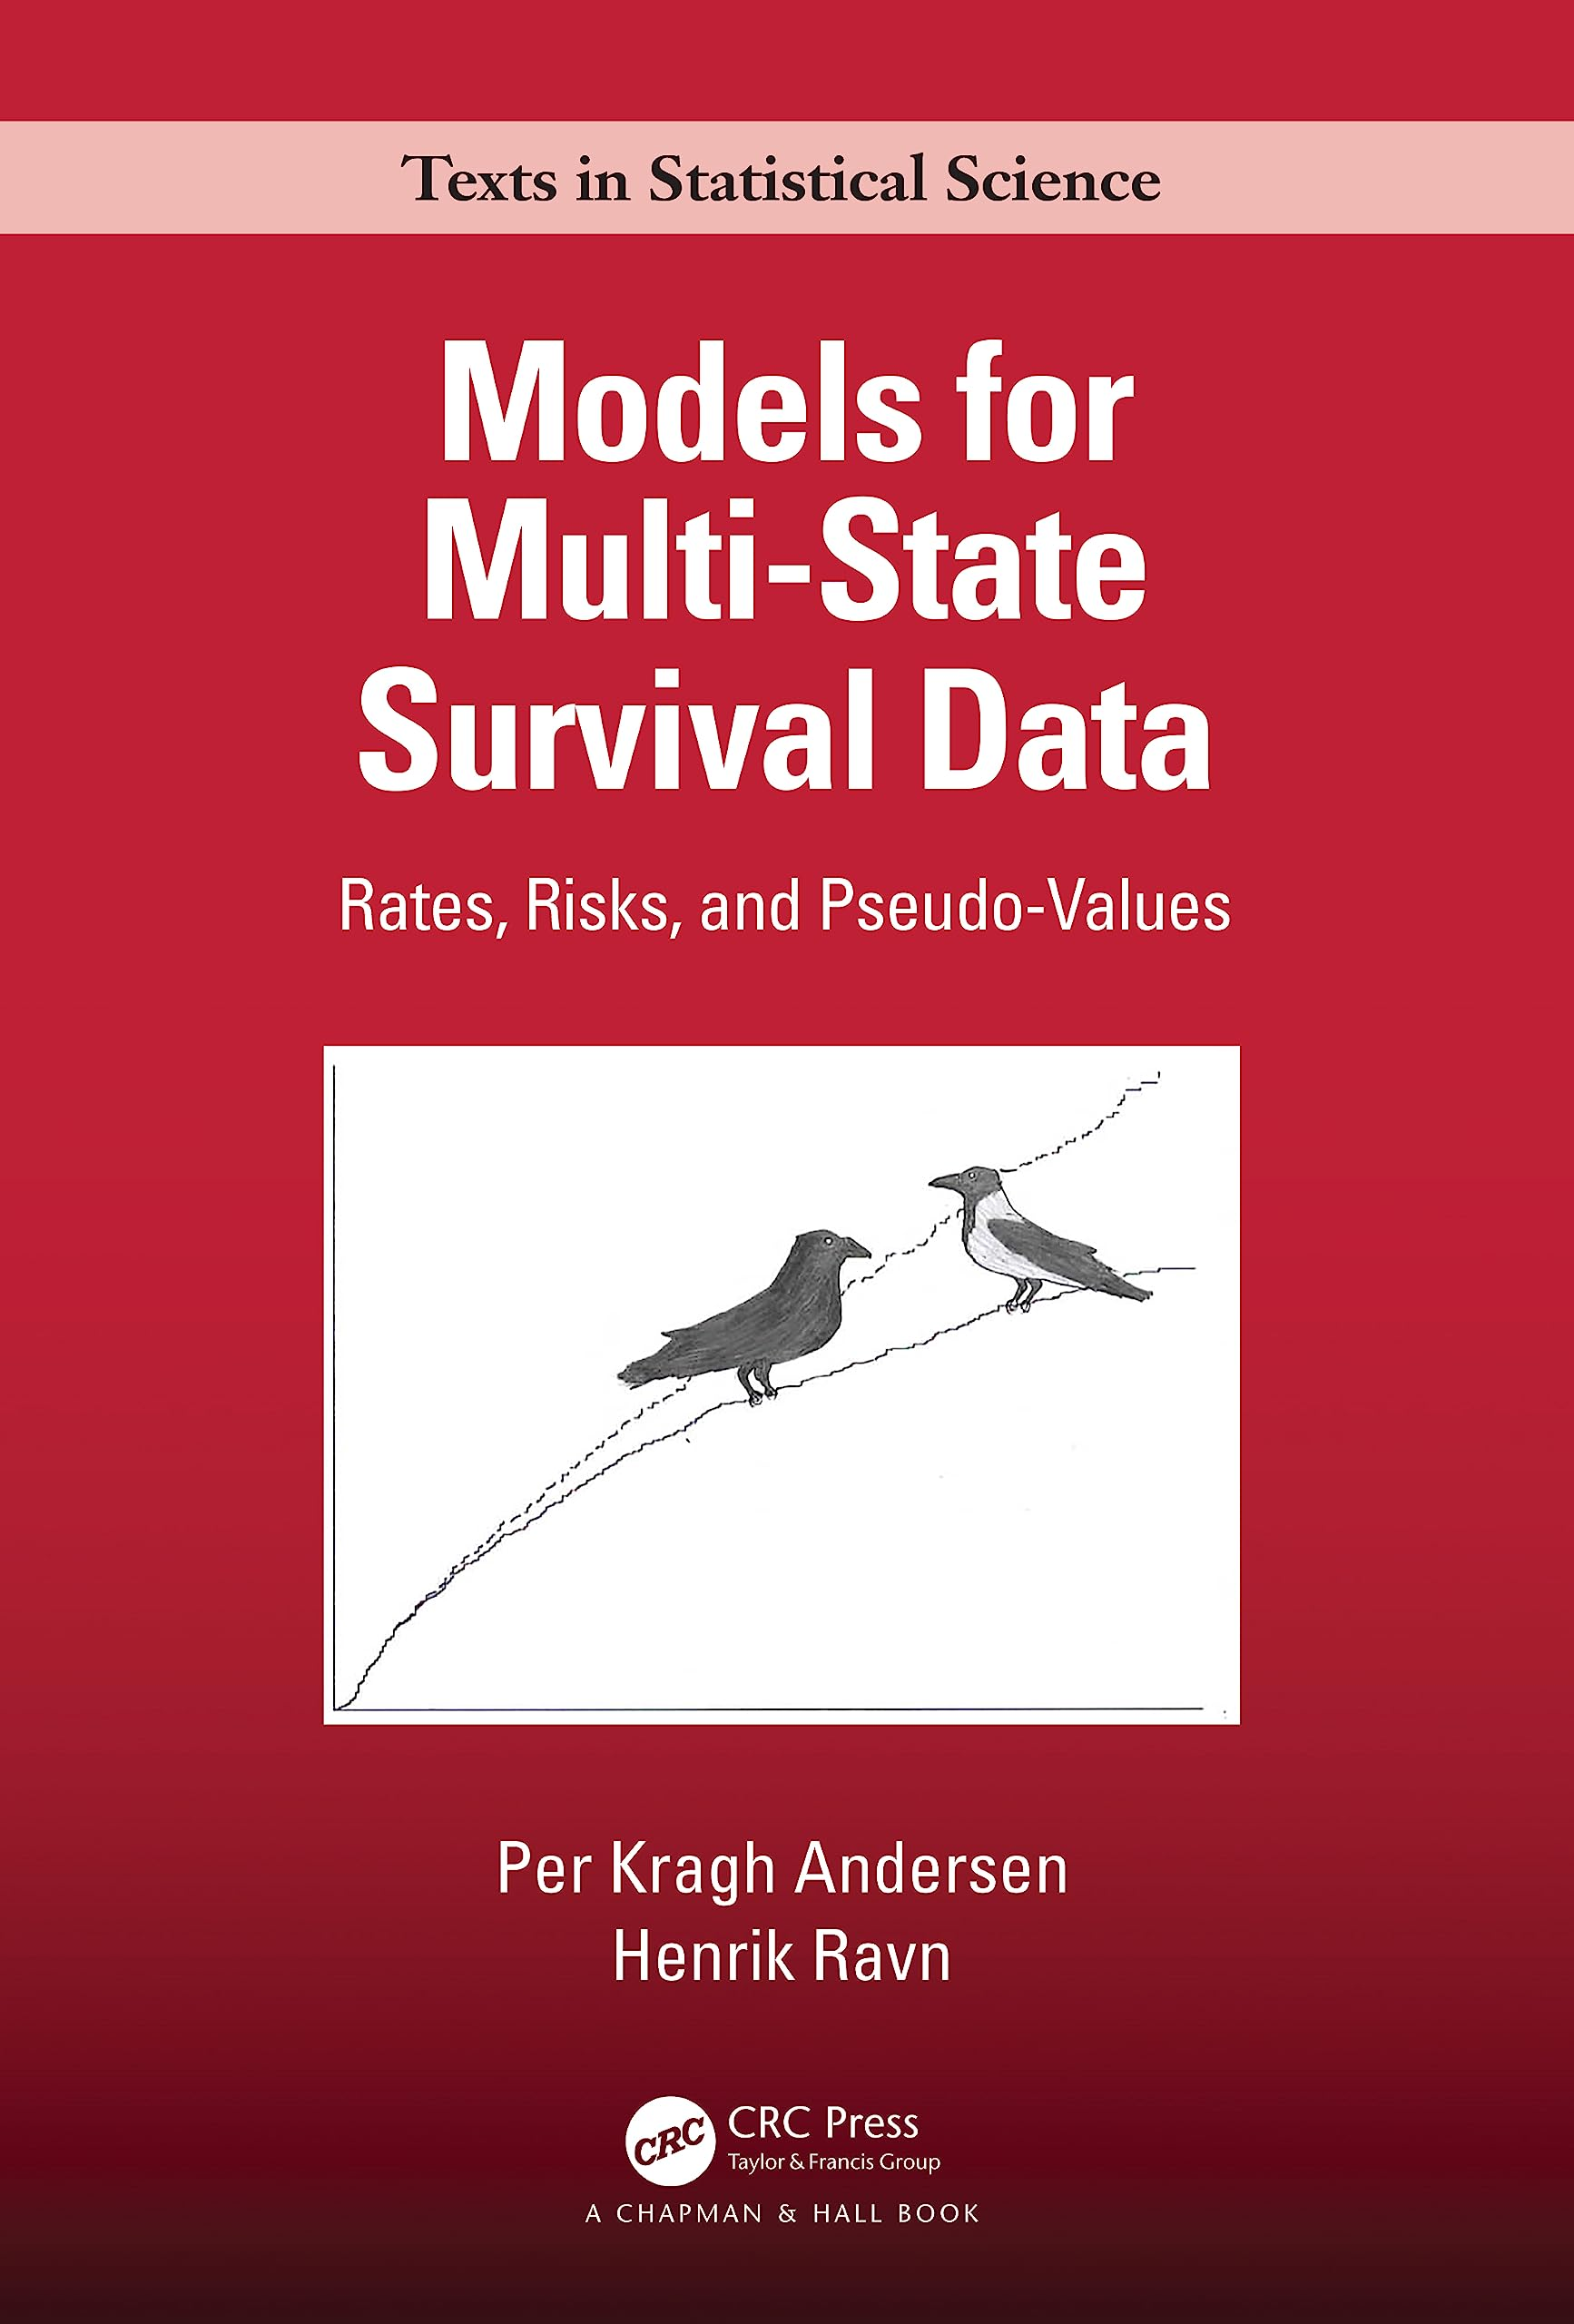 Texts in Statistical Science
Models for
Multi-State
Survival Data
Rates, Risks, and Pseudo-Values
Per Kragh Andersen
Henrik Ravn
CRC
CRC Press
Taylor & Francis Group
A CHAPMAN & HALL BOOK